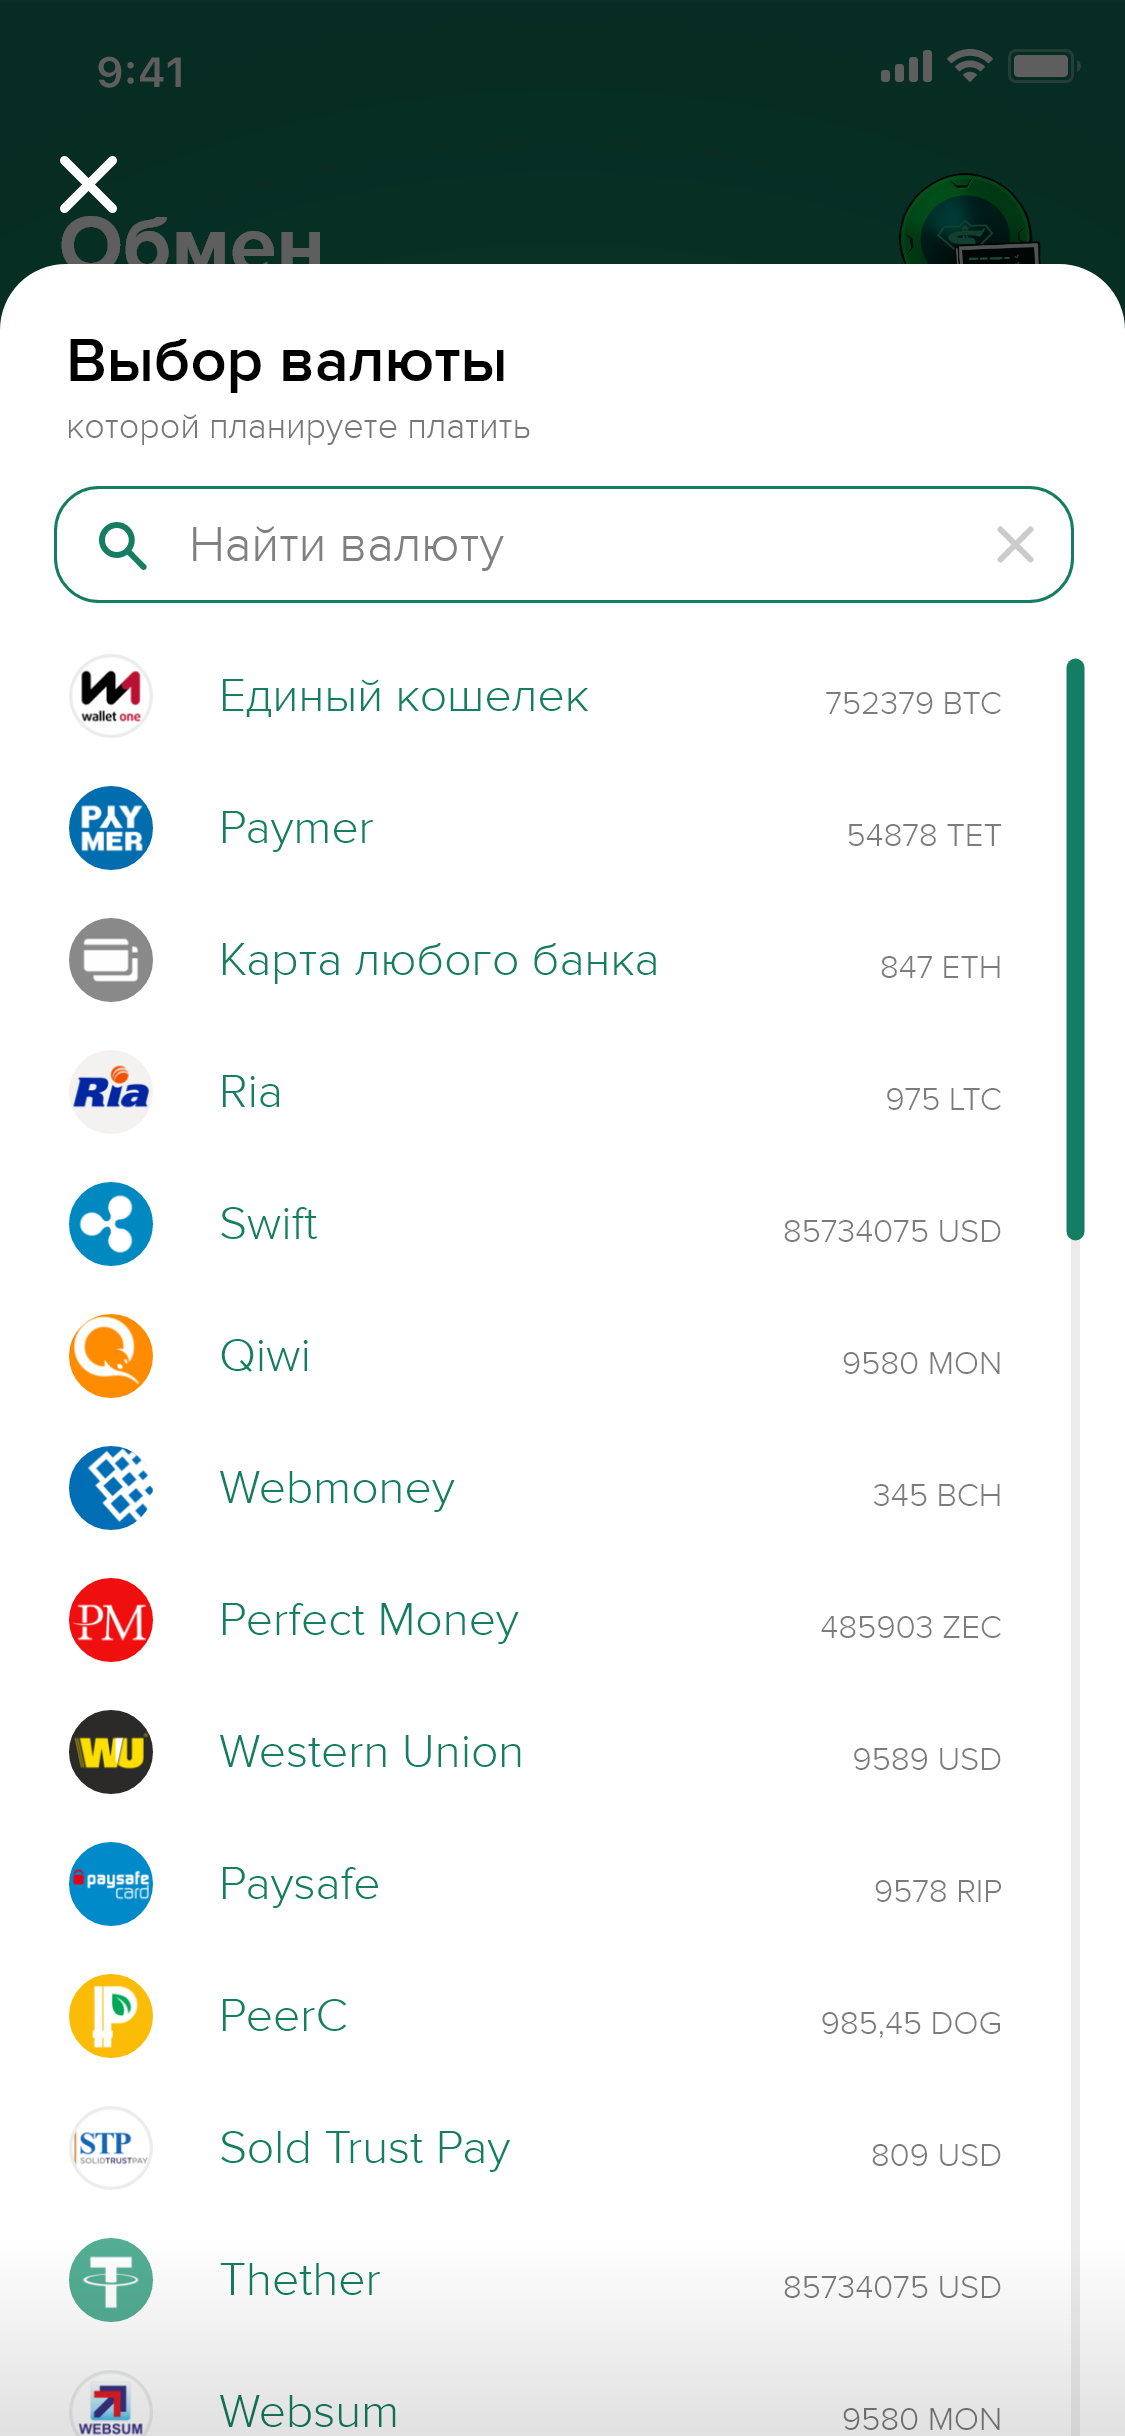 9:41
Обмен
Выбор валюты
которой планируете платить
Найти валюту
wallet one
Единый кошелек
752379 BTC
PAY
MER
Paymer
54878 TET
Карта любого банка
847 ETH
Ria
Ria
975 LTC
Swift
85734075 USD
Qiwi
9580 MON
Webmoney
345 BCH
PM
Perfect Money
485903 ZEC
WU
Western Union
9589 USD
paysafe
card
Paysafe
9578 RIP
PeerC
985,45 DOG
STP
SOLIDTRUSTPAY
Sold Trust Pay
809 USD
Thether
85734075 USD
WEBSUM
Websum
9580 MON